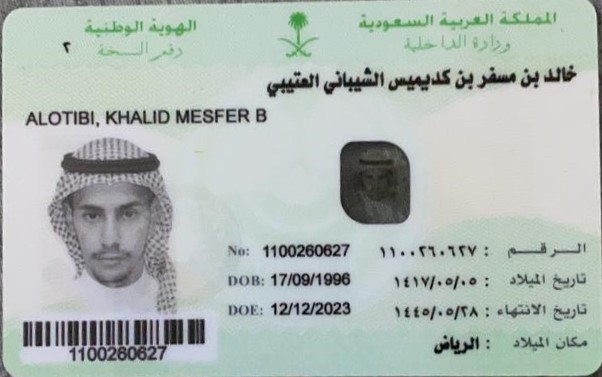 المملكة العربية السعودية
وزارة الداخلية
الهوية الوطنية
رقم النسخة ٢
خالد بن مسفر بن كديميس الشيباني العتيبي
ALOTIBI, KHALID MESFER B
الرقم : ١١٠٠٢٦٠٦٢٧ No: 1100260627
تاريخ الميلاد : ١٤١٧/٠٥/٠٥ DOB: 17/09/1996
تاريخ الانتهاء : ١٤٤٥/٠٥/٢٨ DOE: 12/12/2023
مكان الميلاد : الرياض
1100260627